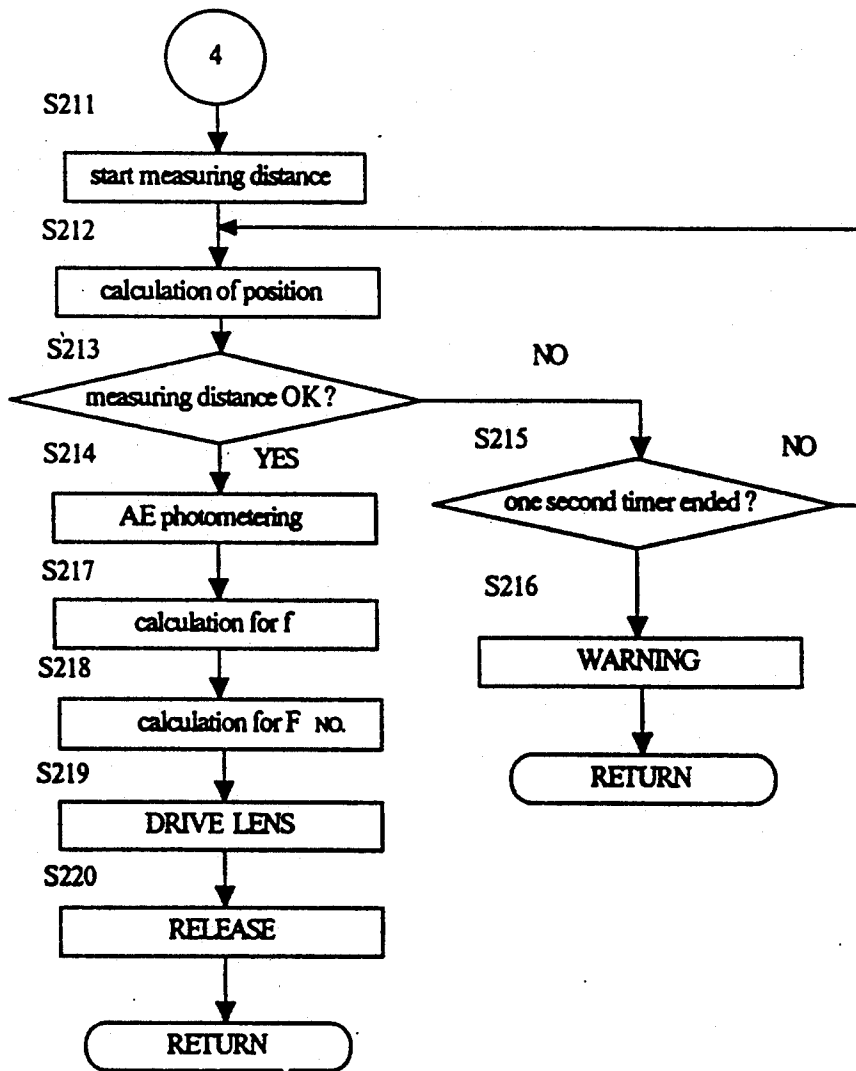 4
S211
start measuring distance
S212
calculation of position
S213
NO
measuring distance OK ?
S214
YES
S215
NO
one second timer ended ?
AE photometering
S217
S216
calculation for f
WARNING
S218
calculation for F NO.
S219
RETURN
DRIVE LENS
S220
RELEASE
RETURN